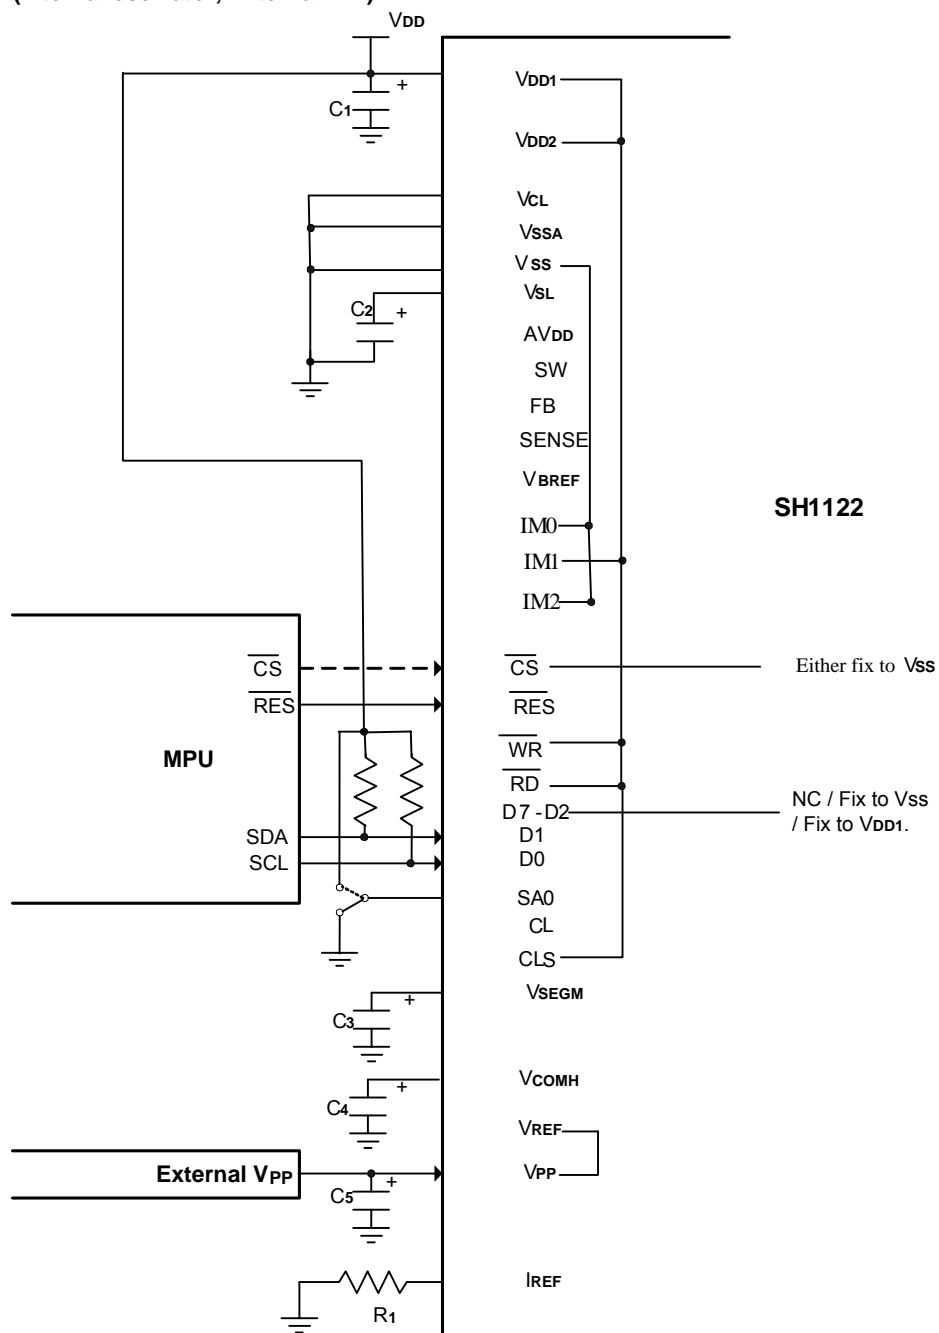 VDD
+
C1
VDD1
VDD2
VCL
VSSA
VSS
VSL
C2 +
AVDD
SW
FB
SENSE
VBREF
SH1122
IM0
IM1
IM2
CS
CS
Either fix to Vss
RES
RES
WR
MPU
RD
NC / Fix to Vss
D7 - D2
/ Fix to VDD1.
SDA
D1
SCL
D0
SA0
CL
CLS
VSEGM
+
C3
VCOMH
+
C4
VREF
External VPP
VPP
+
C5
IREF
R1